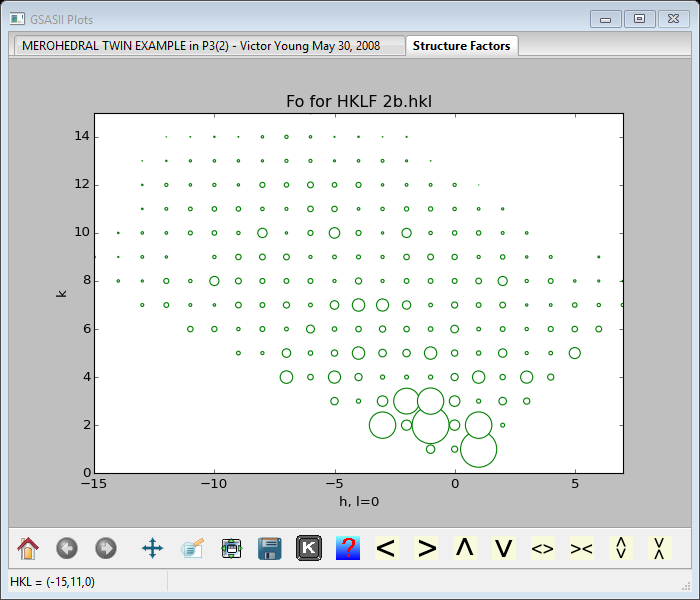 GSASII Plots
MEROHEDRAL TWIN EXAMPLE in P3(2) - Victor Young May 30, 2008 Structure Factors
Fo for HKLF 2b.hkl
14
12
10
8
k
6
4
2
0
−15 −10 −5 0 5
h, l=0
K ? < > Λ V <> ><
HKL = (-15,11,0)